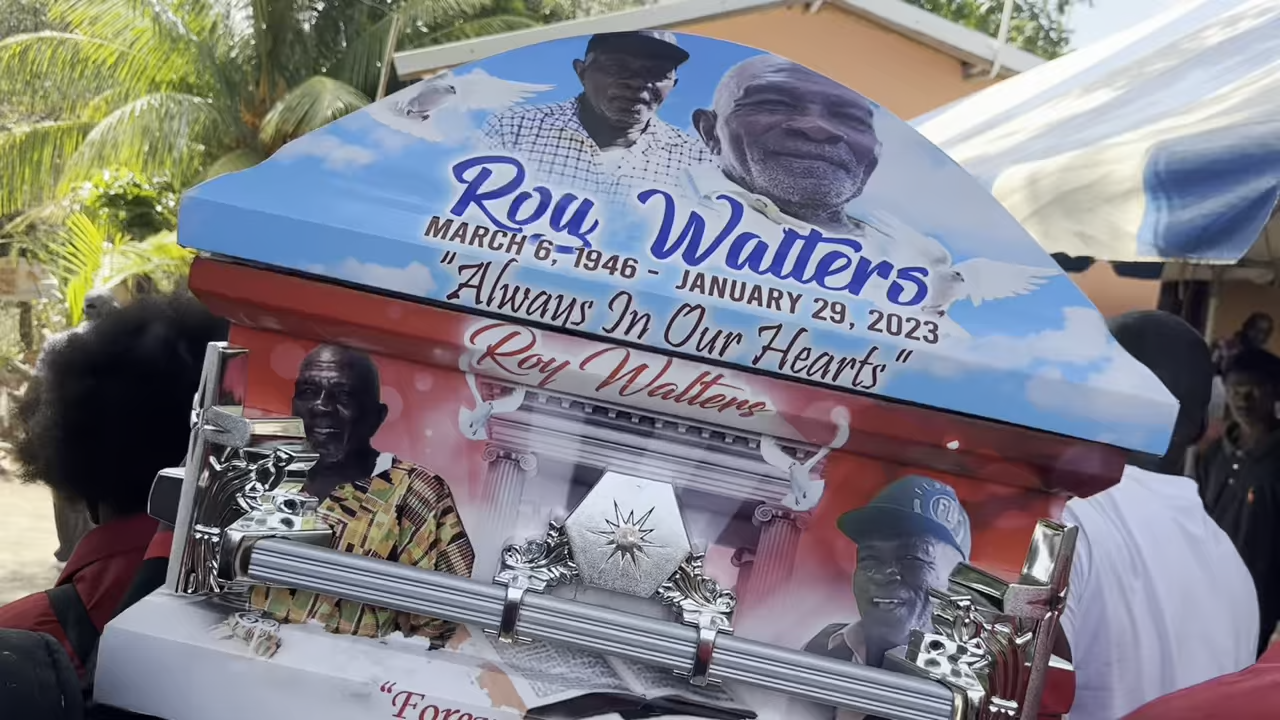 Roy Walters
MARCH 6, 1946 - JANUARY 29, 2023
"Always In Our Hearts"
Roy Walters